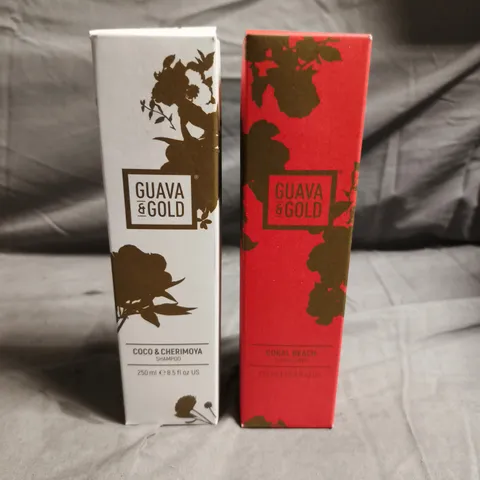 GUAVA
& GOLD
COCO & CHERIMOYA
SHAMPOO
250 ml ℮ / 8.5 fl oz US
GUAVA
& GOLD